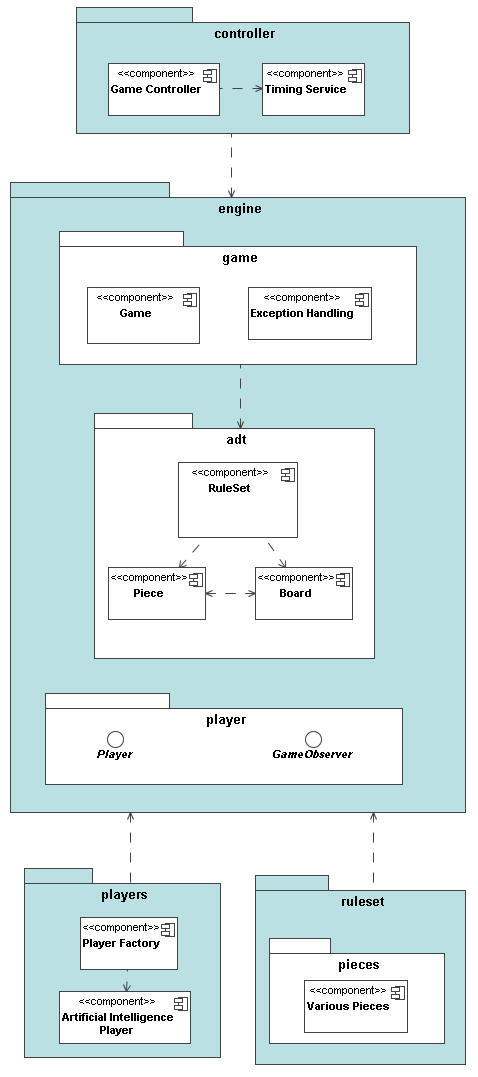 controller
<<component>>
Game Controller
<<component>>
Timing Service
engine
game
<<component>>
Game
<<component>>
Exception Handling
adt
<<component>>
RuleSet
<<component>>
Piece
<<component>>
Board
player
Player
GameObserver
players
<<component>>
Player Factory
<<component>>
Artificial Intelligence
Player
ruleset
pieces
<<component>>
Various Pieces